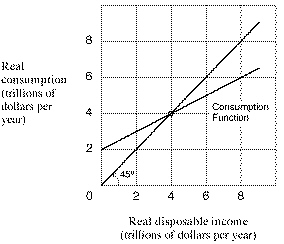 8
Real
consumption
(trillions of
dollars per
year)
6
4
Consumption
Function
2
45°
0 2 4 6 8
Real disposable income
(trillions of dollars per year)